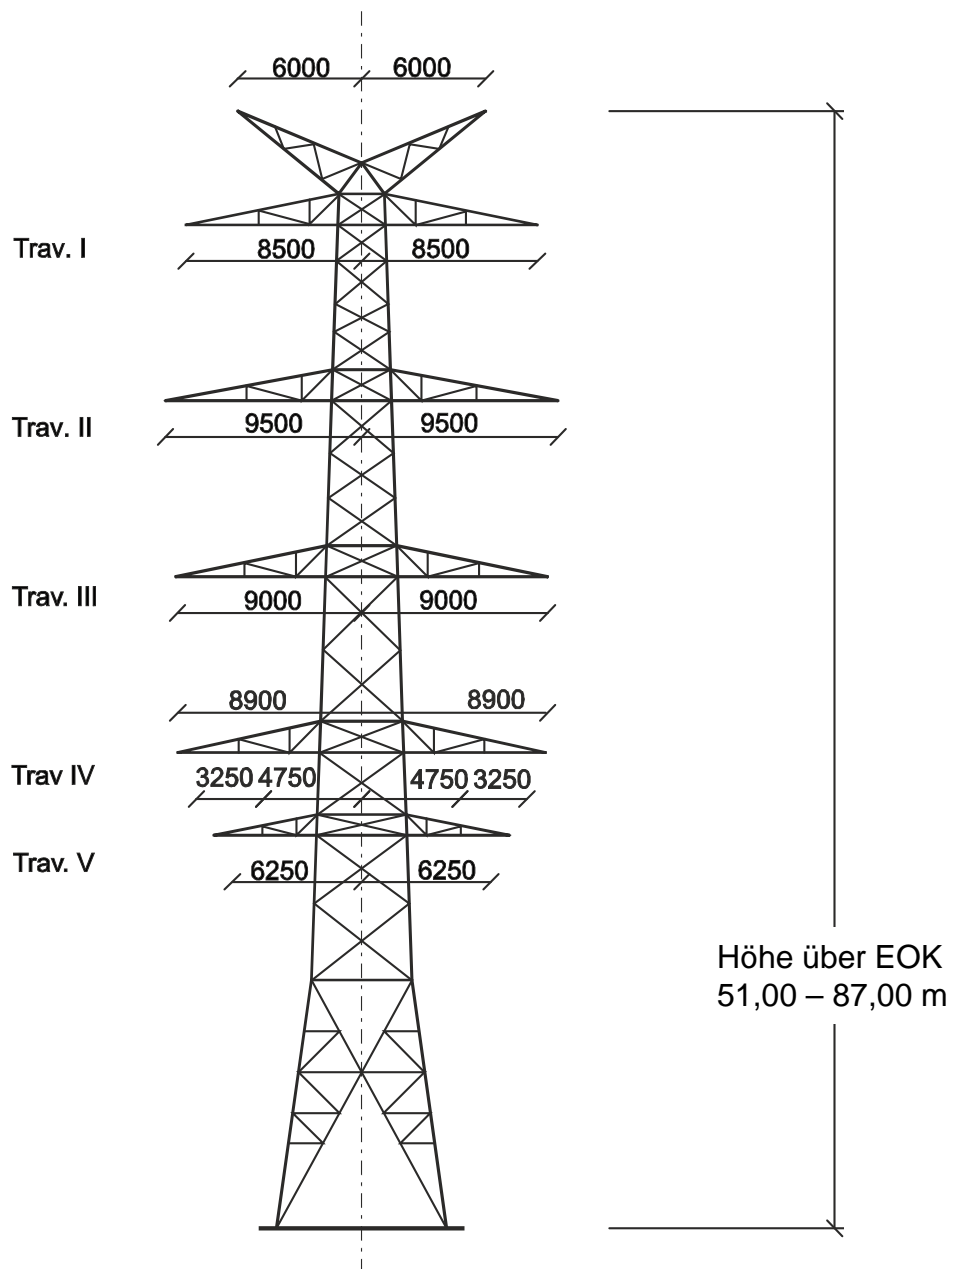 6000 6000
Trav. I
8500 8500
Trav. II
9500 9500
Trav. III
9000 9000
8900 8900
Trav IV
3250 4750 4750 3250
Trav. V
6250 6250
Höhe über EOK
51,00 – 87,00 m